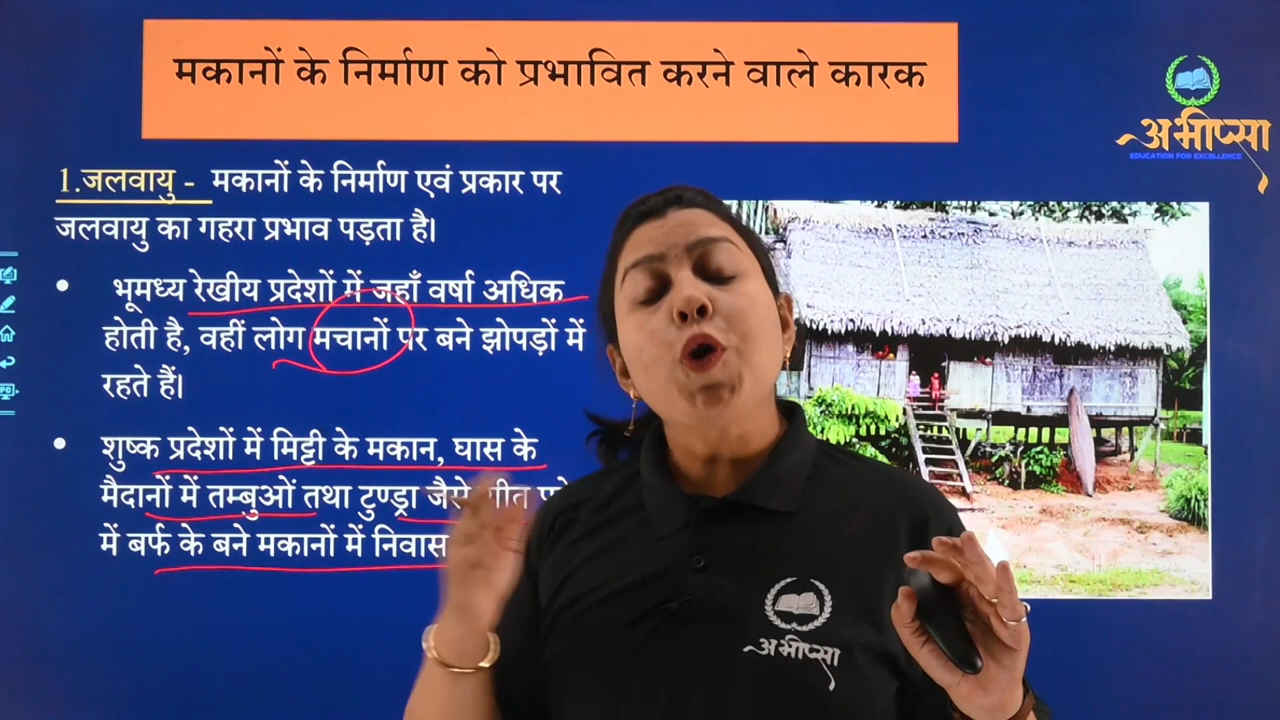 मकानों के निर्माण को प्रभावित करने वाले कारक
अभीप्सा
EDUCATION FOR EXCELLENCE
1.जलवायु - मकानों के निर्माण एवं प्रकार पर
जलवायु का गहरा प्रभाव पड़ता है।
• भूमध्य रेखीय प्रदेशों में जहाँ वर्षा अधिक
होती है, वहीं लोग मचानों पर बने झोपड़ों में
रहते हैं।
• शुष्क प्रदेशों में मिट्टी के मकान, घास के
मैदानों में तम्बुओं तथा टुण्ड्रा जैसे
में बर्फ के बने मकानों में निवास
अभीप्सा